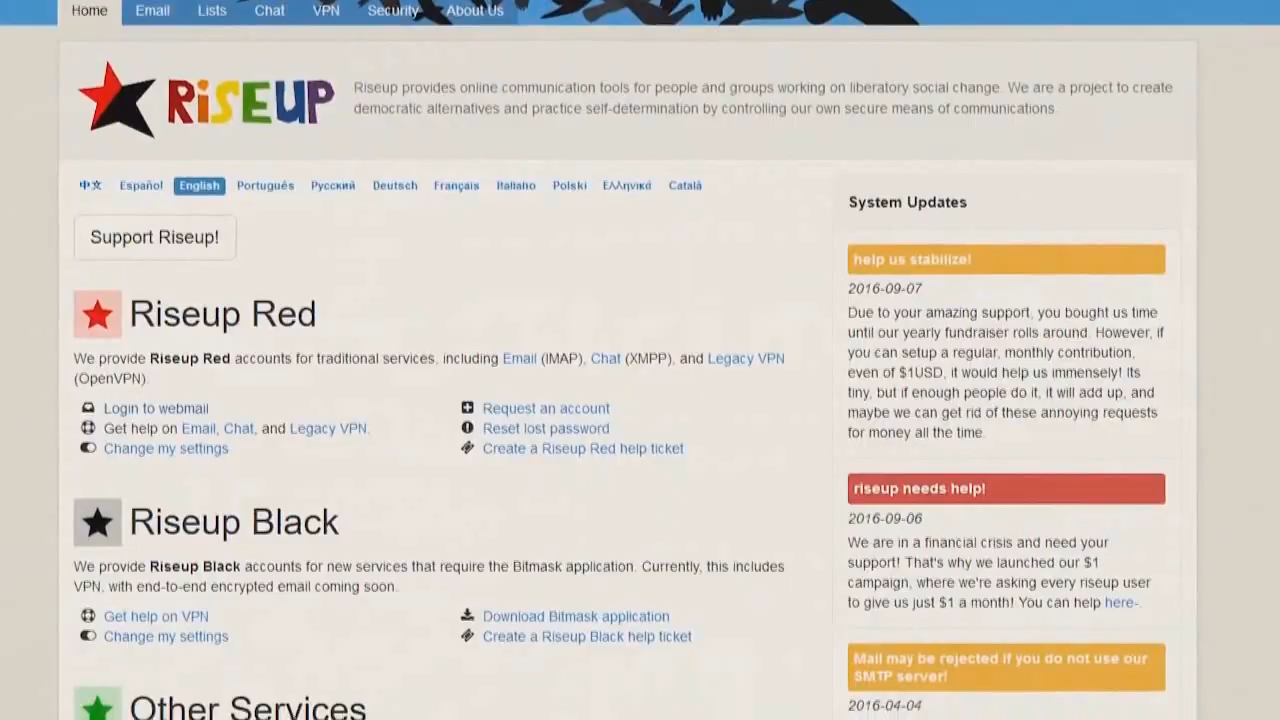 Home Email Lists Chat VPN Security About Us
RISEUP
Riseup provides online communication tools for people and groups working on liberatory social change. We are a project to create
democratic alternatives and practice self-determination by controlling our own secure means of communications.
中文 Español English Português Русский Deutsch Français Italiano Polski Ελληνικά Català
Support Riseup!
Riseup Red
We provide Riseup Red accounts for traditional services, including Email (IMAP), Chat (XMPP), and Legacy VPN
(OpenVPN).
Login to webmail
Get help on Email, Chat, and Legacy VPN.
Change my settings
Request an account
Reset lost password
Create a Riseup Red help ticket
Riseup Black
We provide Riseup Black accounts for new services that require the Bitmask application. Currently, this includes
VPN, with end-to-end encrypted email coming soon.
Get help on VPN
Change my settings
Download Bitmask application
Create a Riseup Black help ticket
Other Services
System Updates
help us stabilize!
2016-09-07
Due to your amazing support, you bought us time
until our yearly fundraiser rolls around. However, if
you can setup a regular, monthly contribution,
even of $1USD, it would help us immensely! Its
tiny, but if enough people do it, it will add up, and
maybe we can get rid of these annoying requests
for money all the time.
riseup needs help!
2016-09-06
We are in a financial crisis and need your
support! That's why we launched our $1
campaign, where we're asking every riseup user
to give us just $1 a month! You can help here-.
Mail may be rejected if you do not use our
SMTP server!
2016-04-04